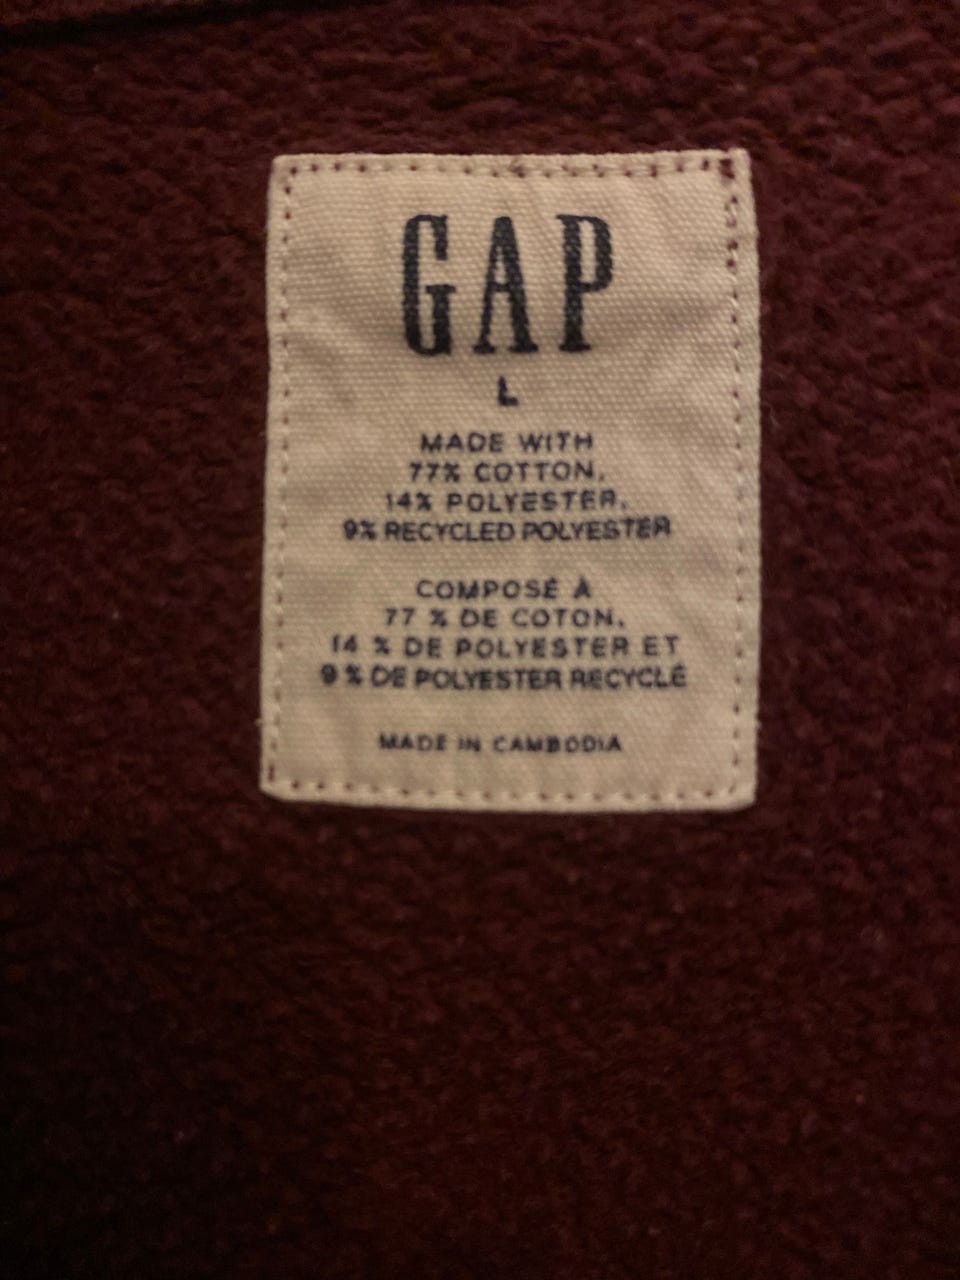 GAP
L
MADE WITH
77% COTTON,
14% POLYESTER,
9% RECYCLED POLYESTER
COMPOSÉ À
77 % DE COTON,
14 % DE POLYESTER ET
9 % DE POLYESTER RECYCLÉ
MADE IN CAMBODIA